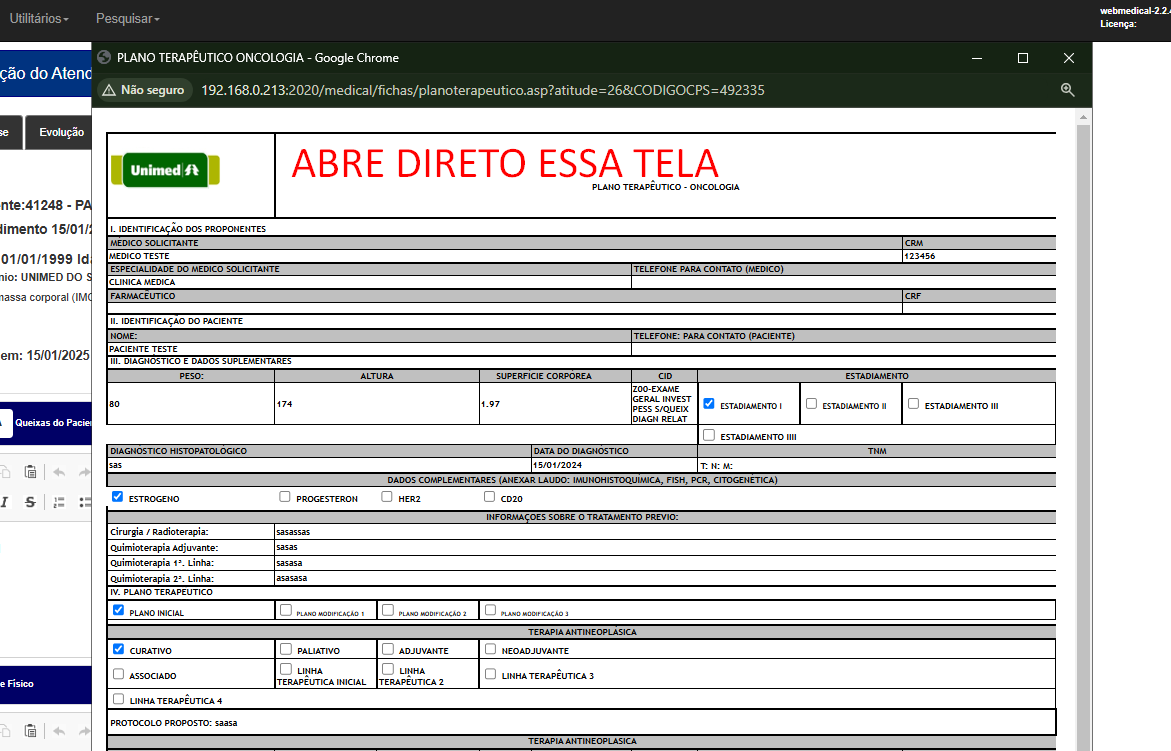 Utilitários Pesquisar
webmedical-2.2.
Licença:
PLANO TERAPÊUTICO ONCOLOGIA - Google Chrome
Não seguro 192.168.0.213:2020/medical/fichas/planoterapeutico.asp?atitude=26&CODIGOCPS=492335
ção do Atend
se Evolução
nte:41248 - PA
dimento 15/01/2
01/01/1999 Ida
nio: UNIMED DO S
massa corporal (IMC
em: 15/01/2025
Queixas do Pacie
e Físico
Unimed
ABRE DIRETO ESSA TELA
PLANO TERAPÊUTICO - ONCOLOGIA
I. IDENTIFICAÇÃO DOS PROPONENTES
MÉDICO SOLICITANTE CRM
MEDICO TESTE 123456
ESPECIALIDADE DO MEDICO SOLICITANTE TELEFONE PARA CONTATO (MEDICO)
CLINICA MEDICA
FARMACÊUTICO CRF
II. IDENTIFICAÇÃO DO PACIENTE
NOME: TELEFONE: PARA CONTATO (PACIENTE)
PACIENTE TESTE
III. DIAGNÓSTICO E DADOS SUPLEMENTARES
PESO: ALTURA SUPERFICIE CORPÓREA CID ESTADIAMENTO
80 174 1.97
Z00-EXAME
GERAL INVEST
PESS S/QUEIX
DIAGN RELAT
ESTADIAMENTO I ESTADIAMENTO II ESTADIAMENTO III
ESTADIAMENTO IIII
DIAGNÓSTICO HISTOPATOLÓGICO DATA DO DIAGNÓSTICO TNM
sas 15/01/2024 T: N: M:
DADOS COMPLEMENTARES (ANEXAR LAUDO: IMUNOHISTOQUÍMICA, FISH, PCR, CITOGENÉTICA)
ESTROGENO PROGESTERON HER2 CD20
INFORMAÇOES SOBRE O TRATAMENTO PREVIO:
Cirurgia / Radioterapia: sasassas
Quimioterapia Adjuvante: sasas
Quimioterapia 1ª. Linha: sasasa
Quimioterapia 2ª. Linha: asasasa
IV. PLANO TERAPEUTICO
PLANO INICIAL PLANO MODIFICAÇÃO 1 PLANO MODIFICAÇÃO 2 PLANO MODIFICAÇÃO 3
TERAPIA ANTINEOPLÁSICA
CURATIVO PALIATIVO ADJUVANTE NEOADJUVANTE
ASSOCIADO LINHA TERAPÊUTICA INICIAL LINHA TERAPÊUTICA 2 LINHA TERAPÊUTICA 3
LINHA TERAPÊUTICA 4
PROTOCOLO PROPOSTO: saasa
TERAPIA ANTINEOPLASICA